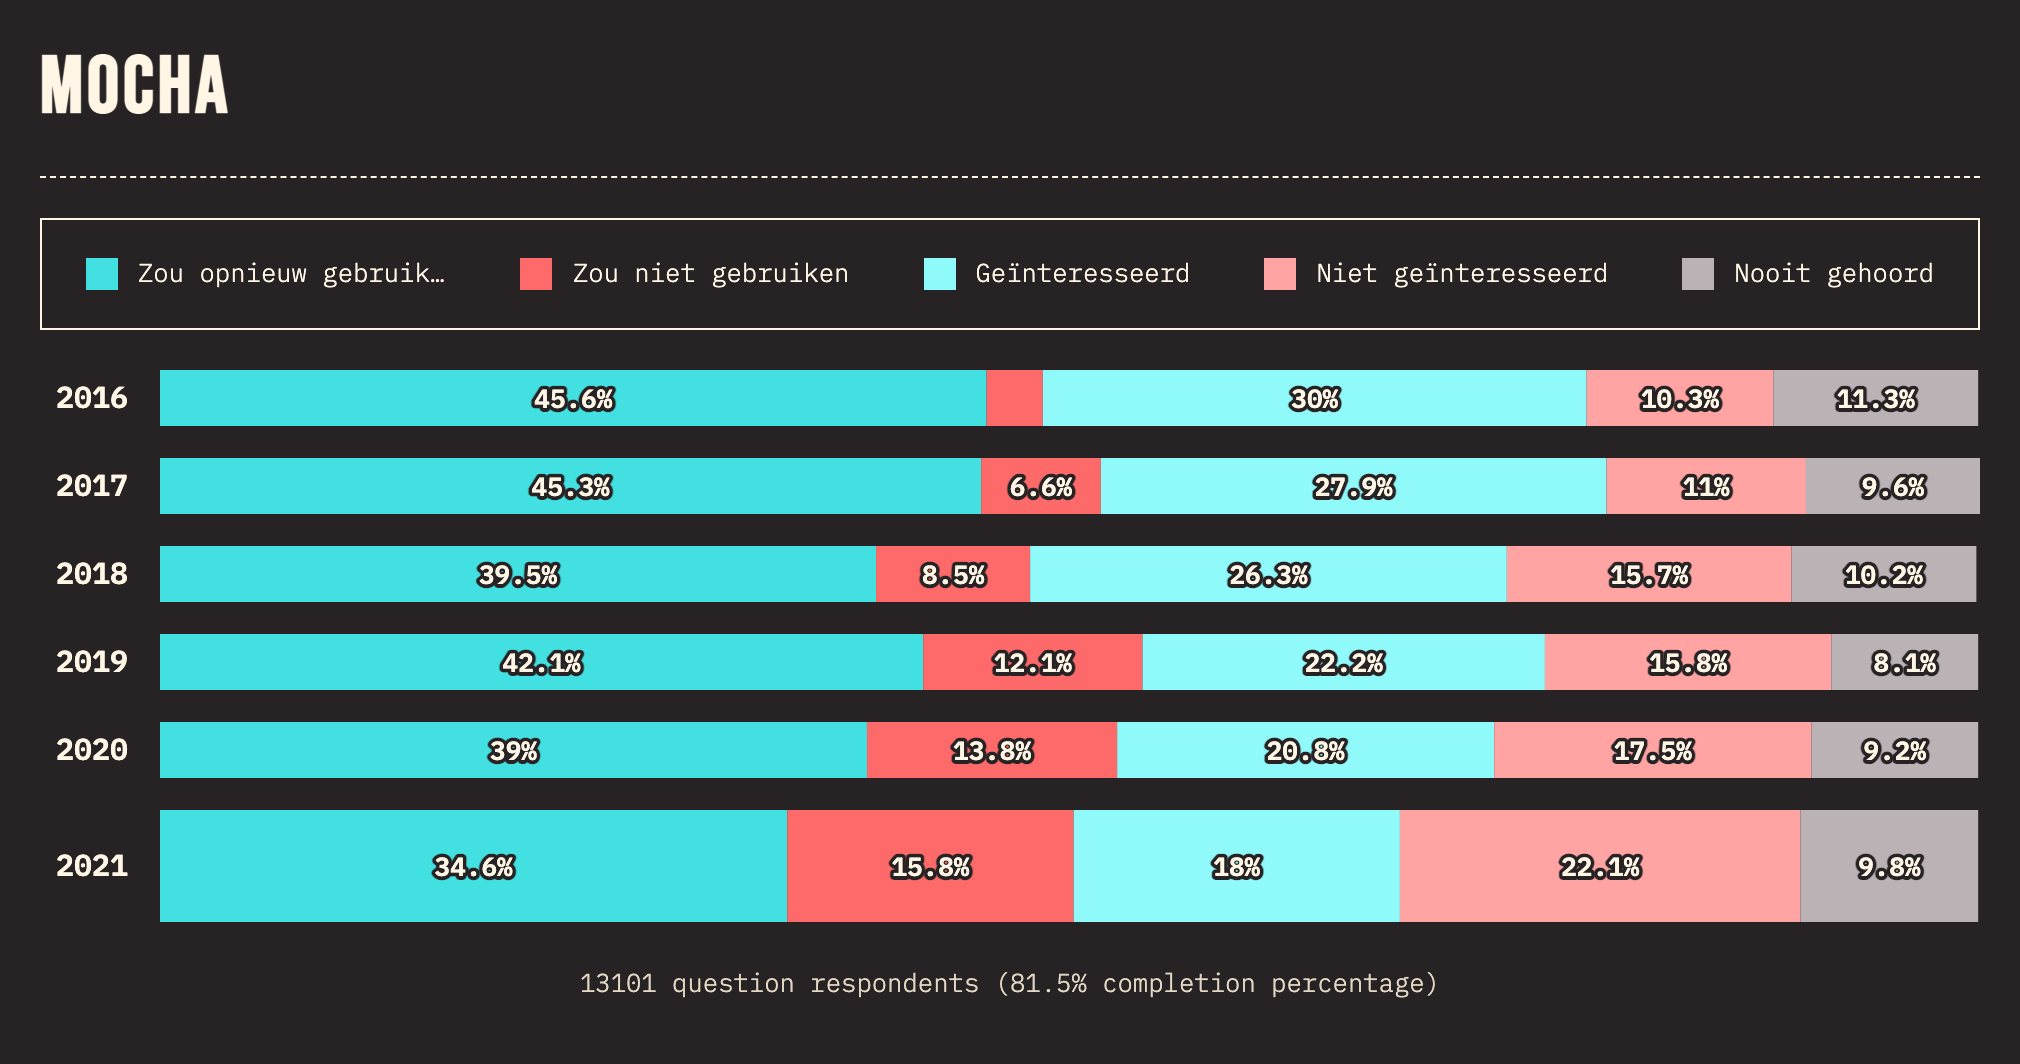 MOCHA
Zou opnieuw gebruik… Zou niet gebruiken Geïnteresseerd Niet geïnteresseerd Nooit gehoord
2016 45.6% 30% 10.3% 11.3%
2017 45.3% 6.6% 27.9% 11% 9.6%
2018 39.5% 8.5% 26.3% 15.7% 10.2%
2019 42.1% 12.1% 22.2% 15.8% 8.1%
2020 39% 13.8% 20.8% 17.5% 9.2%
2021 34.6% 15.8% 18% 22.1% 9.8%
13101 question respondents (81.5% completion percentage)